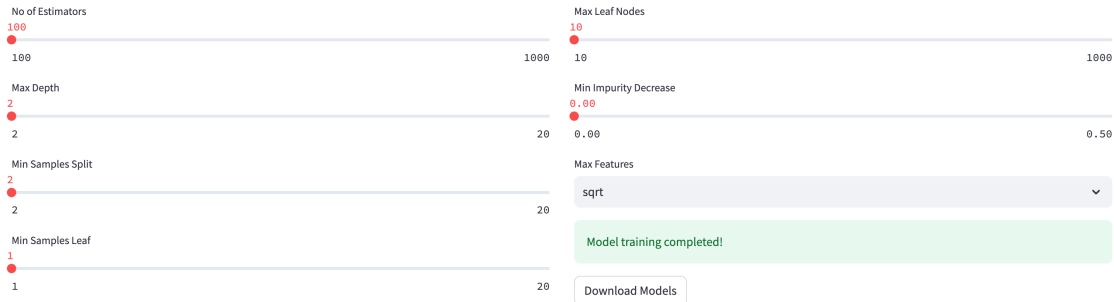 No of Estimators
100
100 1000
Max Depth
2
2 20
Min Samples Split
2
2 20
Min Samples Leaf
1
1 20
Max Leaf Nodes
10
10 1000
Min Impurity Decrease
0.00
0.00 0.50
Max Features
sqrt
Model training completed!
Download Models